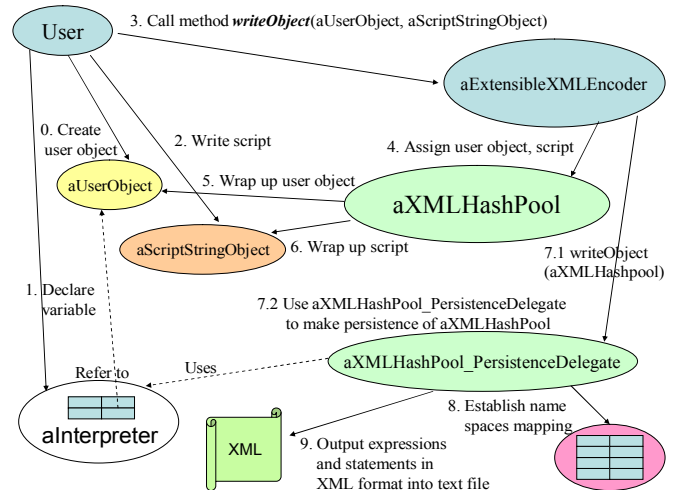 3. Call method writeObject(aUserObject, aScriptStringObject)
User
aExtensibleXMLEncoder
0. Create
user object
2. Write script
4. Assign user object, script
aUserObject
5. Wrap up user object
aXMLHashPool
aScriptStringObject
6. Wrap up script
7.1 writeObject
(aXMLHashpool)
1. Declare
variable
7.2 Use aXMLHashPool_PersistenceDelegate
to make persistence of aXMLHashPool
aXMLHashPool_PersistenceDelegate
Refer to
Uses
aInterpreter
XML
8. Establish name
spaces mapping
9. Output expressions
and statements in
XML format into text file